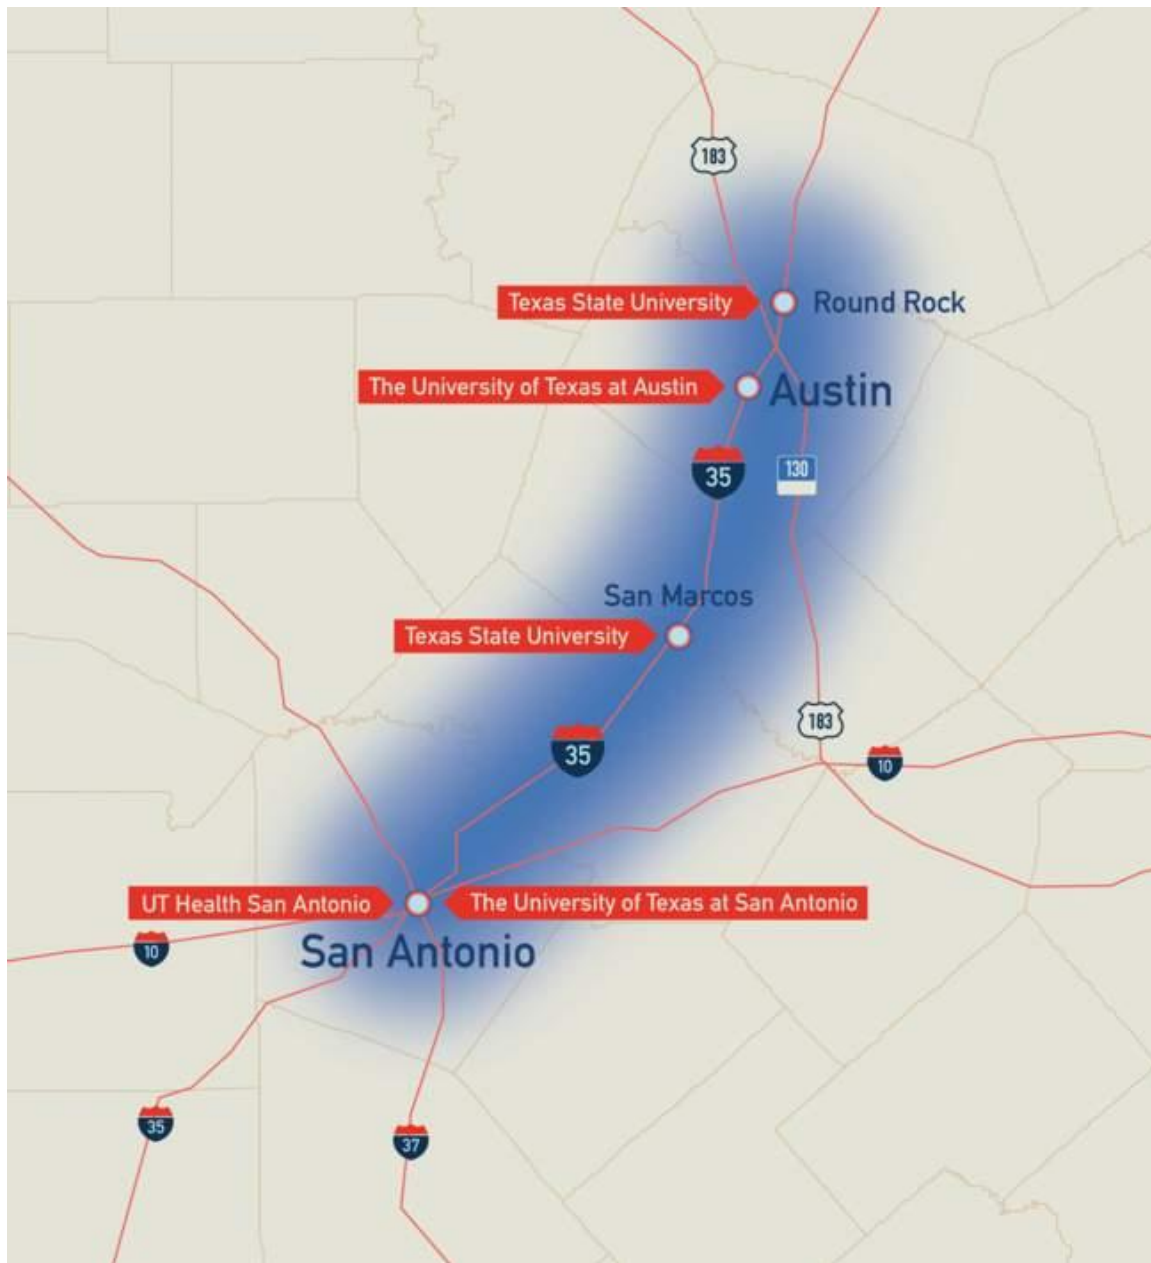 183
Texas State University
Round Rock
The University of Texas at Austin
Austin
35
130
San Marcos
Texas State University
183
35
10
UT Health San Antonio
The University of Texas at San Antonio
San Antonio
10
35
37